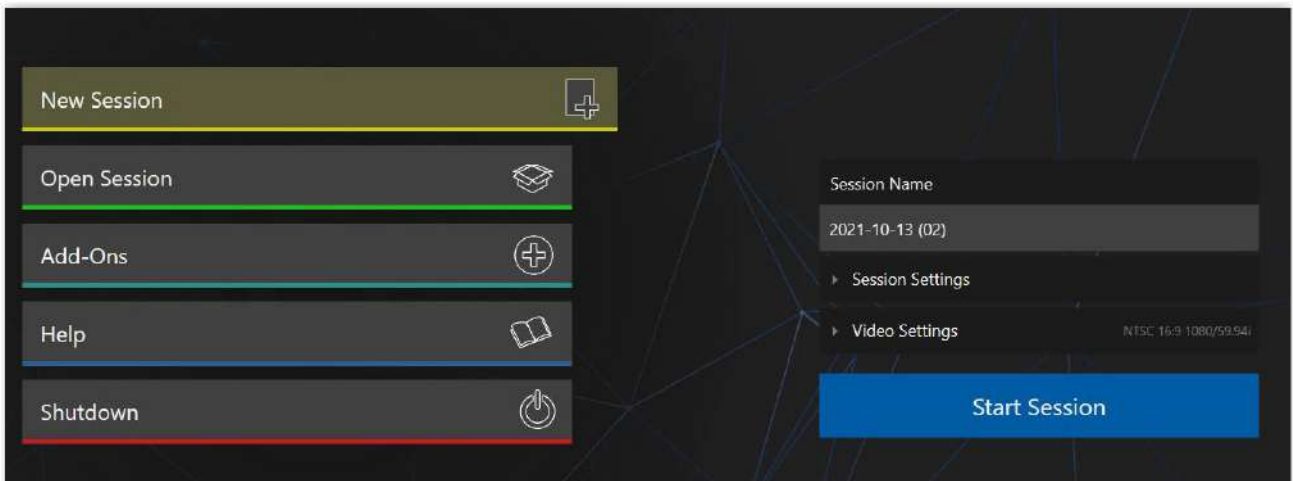 New Session
Open Session
Add-Ons
Help
Shutdown
Session Name
2021-10-13 (02)
Session Settings
Video Settings NTSC 16:9 1080/59.94i
Start Session